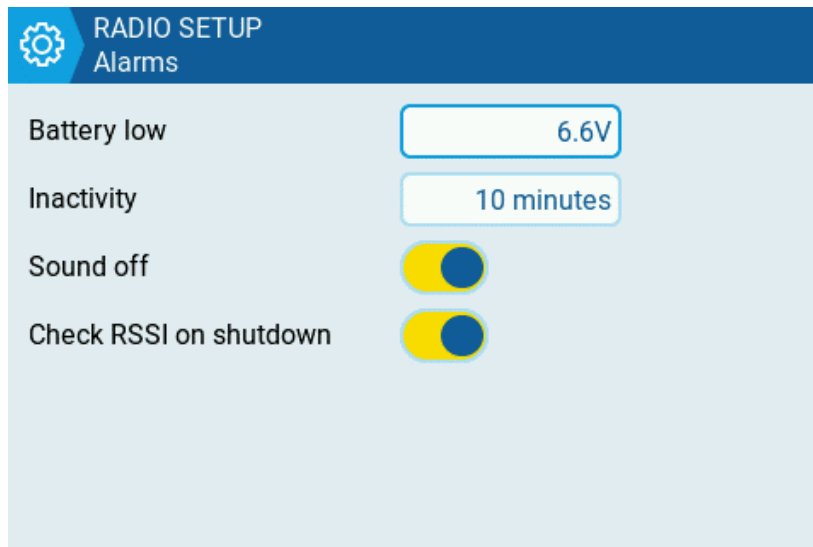 RADIO SETUP
Alarms
Battery low 6.6V
Inactivity 10 minutes
Sound off
Check RSSI on shutdown